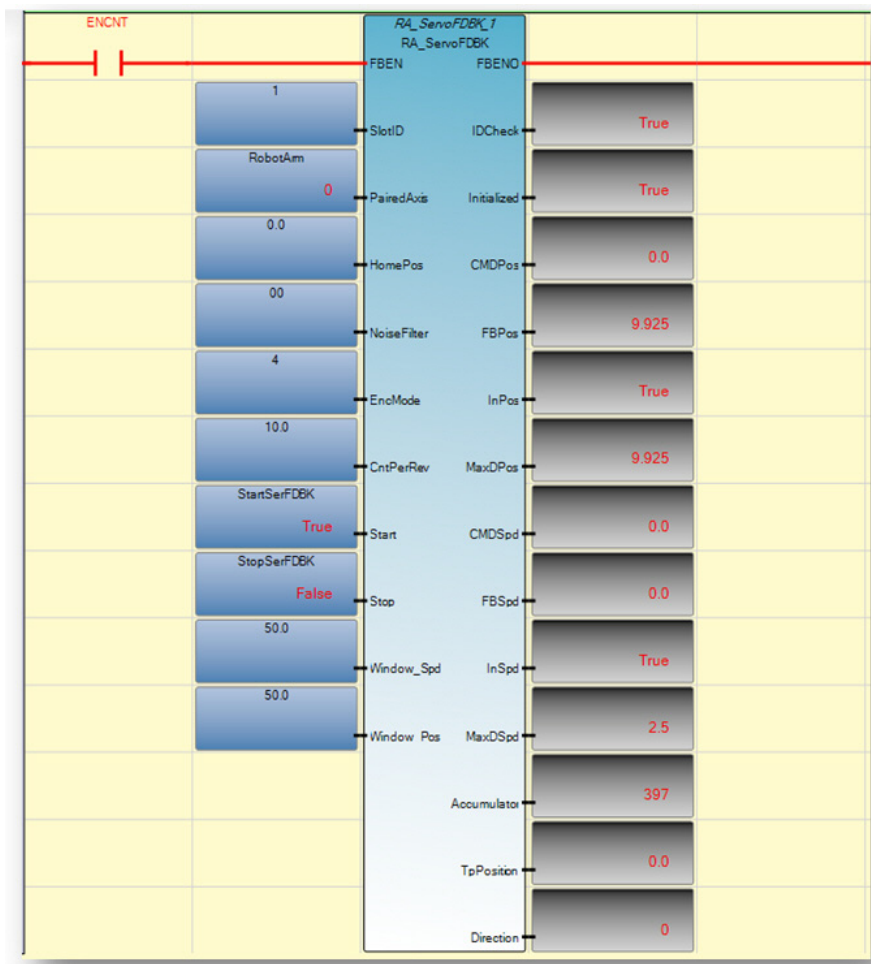 ENCNT
RA_ServoFDBK_1
RA_ServoFDBK
FBEN FBENO
1
SlotID IDCheck True
RobotArm
0 PairedAxis Initialized True
0.0
HomePos CMDPos 0.0
00
NoiseFilter FBPos 9.925
4
EncMode InPos True
10.0
CntPerRev MaxDPos 9.925
StartSerFDBK
True Start CMDSpd 0.0
StopSerFDBK
False Stop FBSpd 0.0
50.0
Window_Spd InSpd True
50.0
Window Pos MaxDSpd 2.5
Accumulator 397
TpPosition 0.0
Direction 0